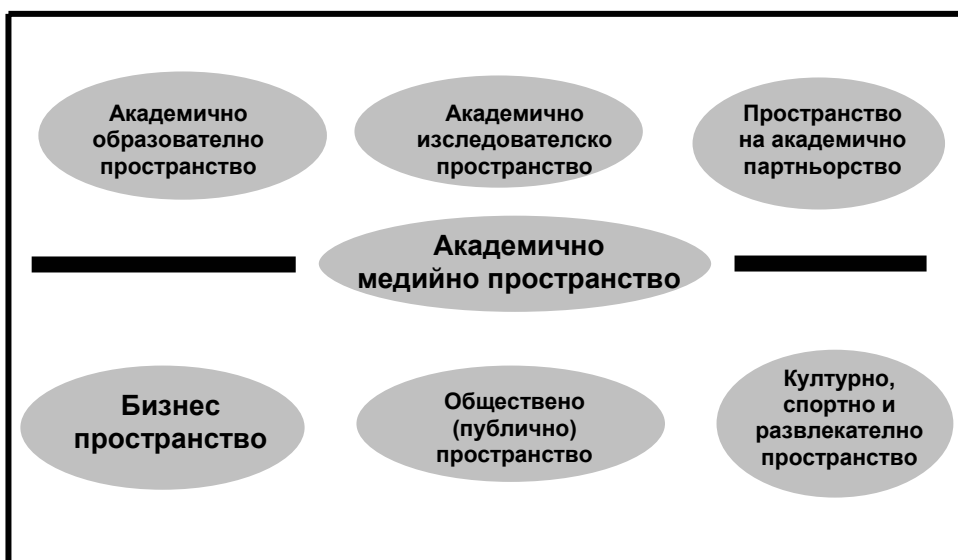 Академично
образователно
пространство
Академично
изследователско
пространство
Пространство
на академично
партньорство
Академично
медийно пространство
Бизнес
пространство
Обществено
(публично)
пространство
Културно,
спортно и
развлекателно
пространство